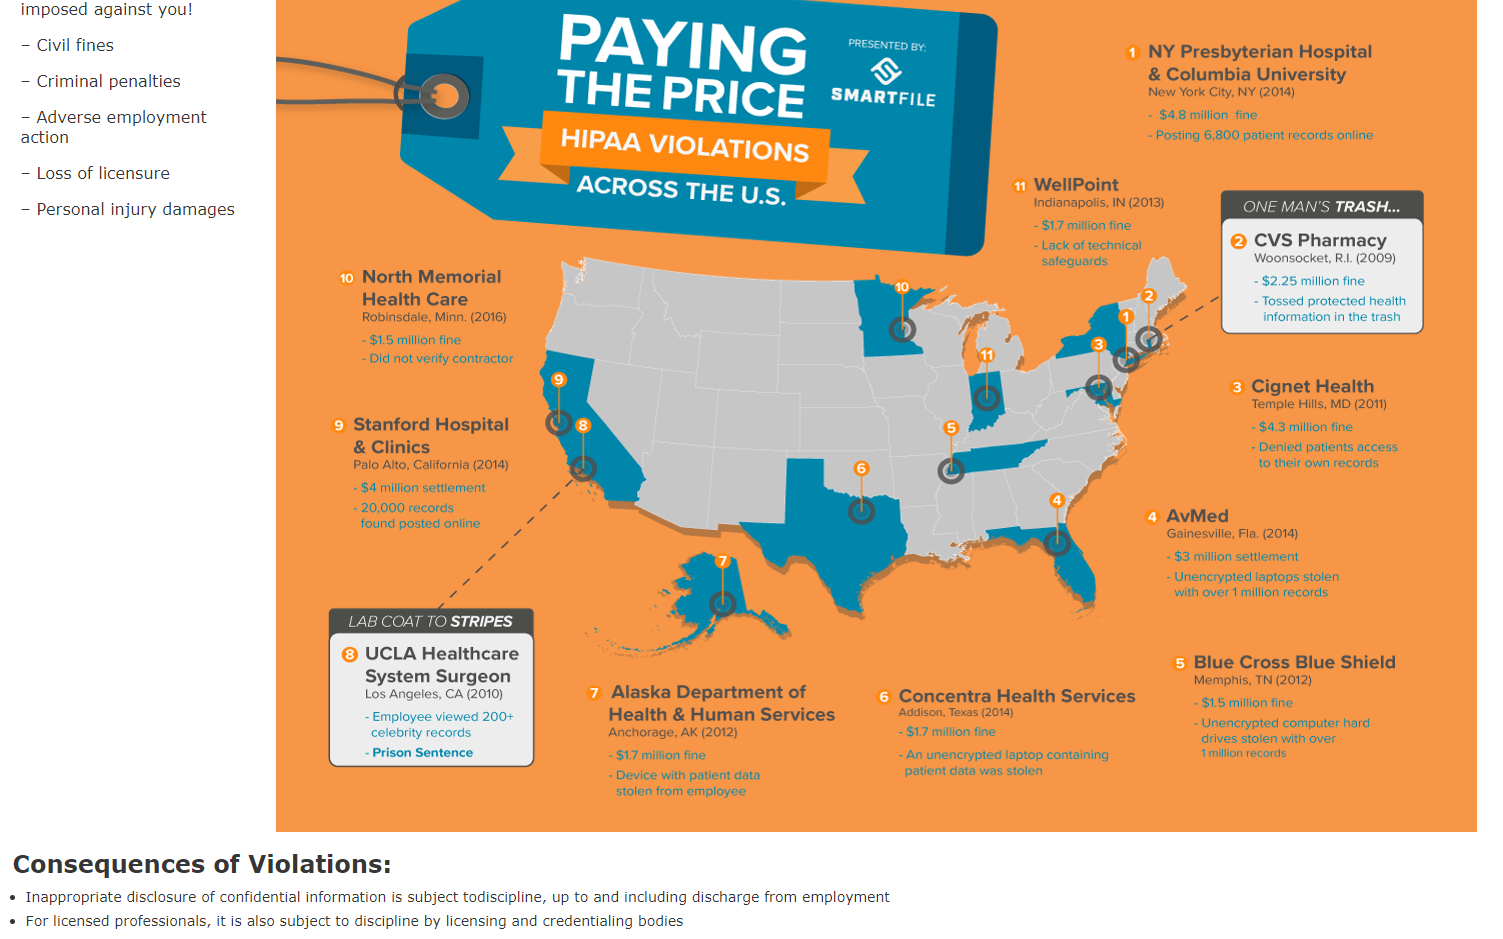 imposed against you!
– Civil fines
– Criminal penalties
– Adverse employment
action
– Loss of licensure
– Personal injury damages
PAYING
THE PRICE
HIPAA VIOLATIONS
ACROSS THE U.S.
PRESENTED BY:
SMARTFILE
1 NY Presbyterian Hospital
& Columbia University
New York City, NY (2014)
- $4.8 million fine
- Posting 6,800 patient records online
11 WellPoint
Indianapolis, IN (2013)
- $1.7 million fine
- Lack of technical
safeguards
ONE MAN'S TRASH...
2 CVS Pharmacy
Woonsocket, R.I. (2009)
- $2.25 million fine
- Tossed protected health
information in the trash
10 North Memorial
Health Care
Robinsdale, Minn. (2016)
- $1.5 million fine
- Did not verify contractor
9 Stanford Hospital
& Clinics
Palo Alto, California (2014)
- $4 million settlement
- 20,000 records
found posted online
10
2
1
3
11
9
8
5
6
4
7
3 Cignet Health
Temple Hills, MD (2011)
- $4.3 million fine
- Denied patients access
to their own records
4 AvMed
Gainesville, Fla. (2014)
- $3 million settlement
- Unencrypted laptops stolen
with over 1 million records
LAB COAT TO STRIPES
8 UCLA Healthcare
System Surgeon
Los Angeles, CA (2010)
- Employee viewed 200+
celebrity records
- Prison Sentence
7 Alaska Department of
Health & Human Services
Anchorage, AK (2012)
- $1.7 million fine
- Device with patient data
stolen from employee
6 Concentra Health Services
Addison, Texas (2014)
- $1.7 million fine
- An unencrypted laptop containing
patient data was stolen
5 Blue Cross Blue Shield
Memphis, TN (2012)
- $1.5 million fine
- Unencrypted computer hard
drives stolen with over
1 million records
Consequences of Violations:
• Inappropriate disclosure of confidential information is subject todiscipline, up to and including discharge from employment
• For licensed professionals, it is also subject to discipline by licensing and credentialing bodies